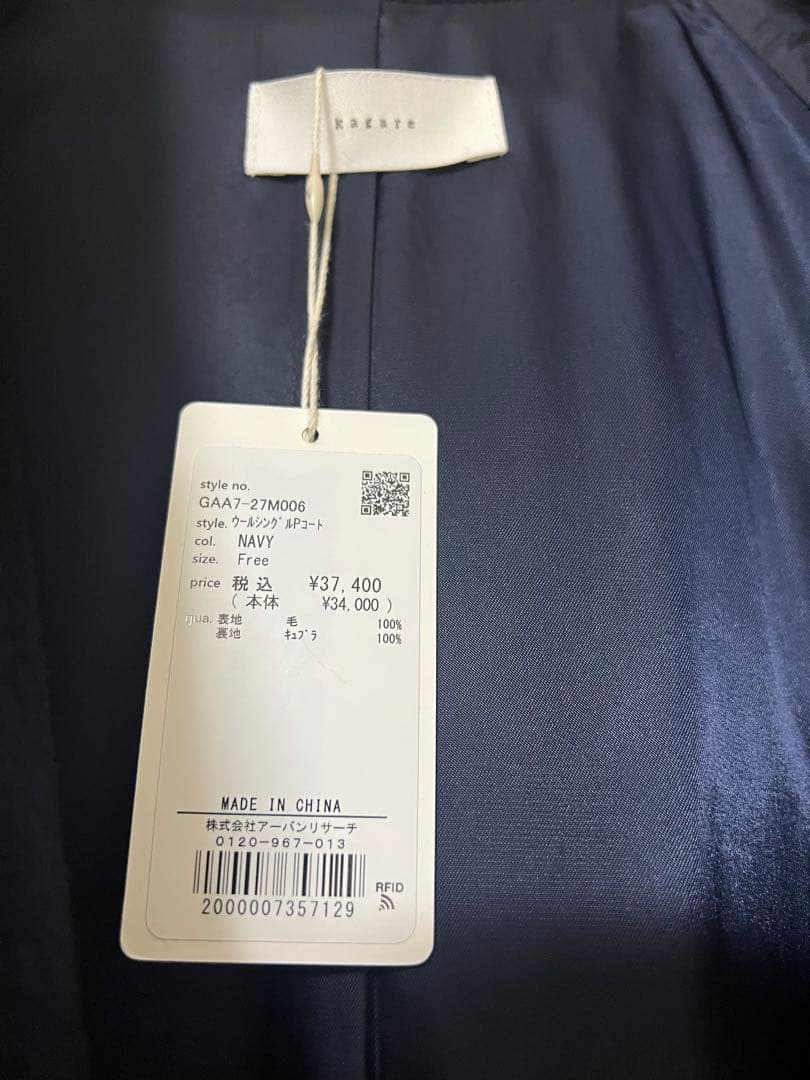 kagure
style no.
GAA7-27M006
style. ウールシングルPコート
col. NAVY
size. Free
price 税込 ¥37,400
(本体 ¥34,000)
qua. 表地 毛 100%
裏地 キュプラ 100%
MADE IN CHINA
株式会社アーバンリサーチ
0120-967-013
RFID
2000007357129